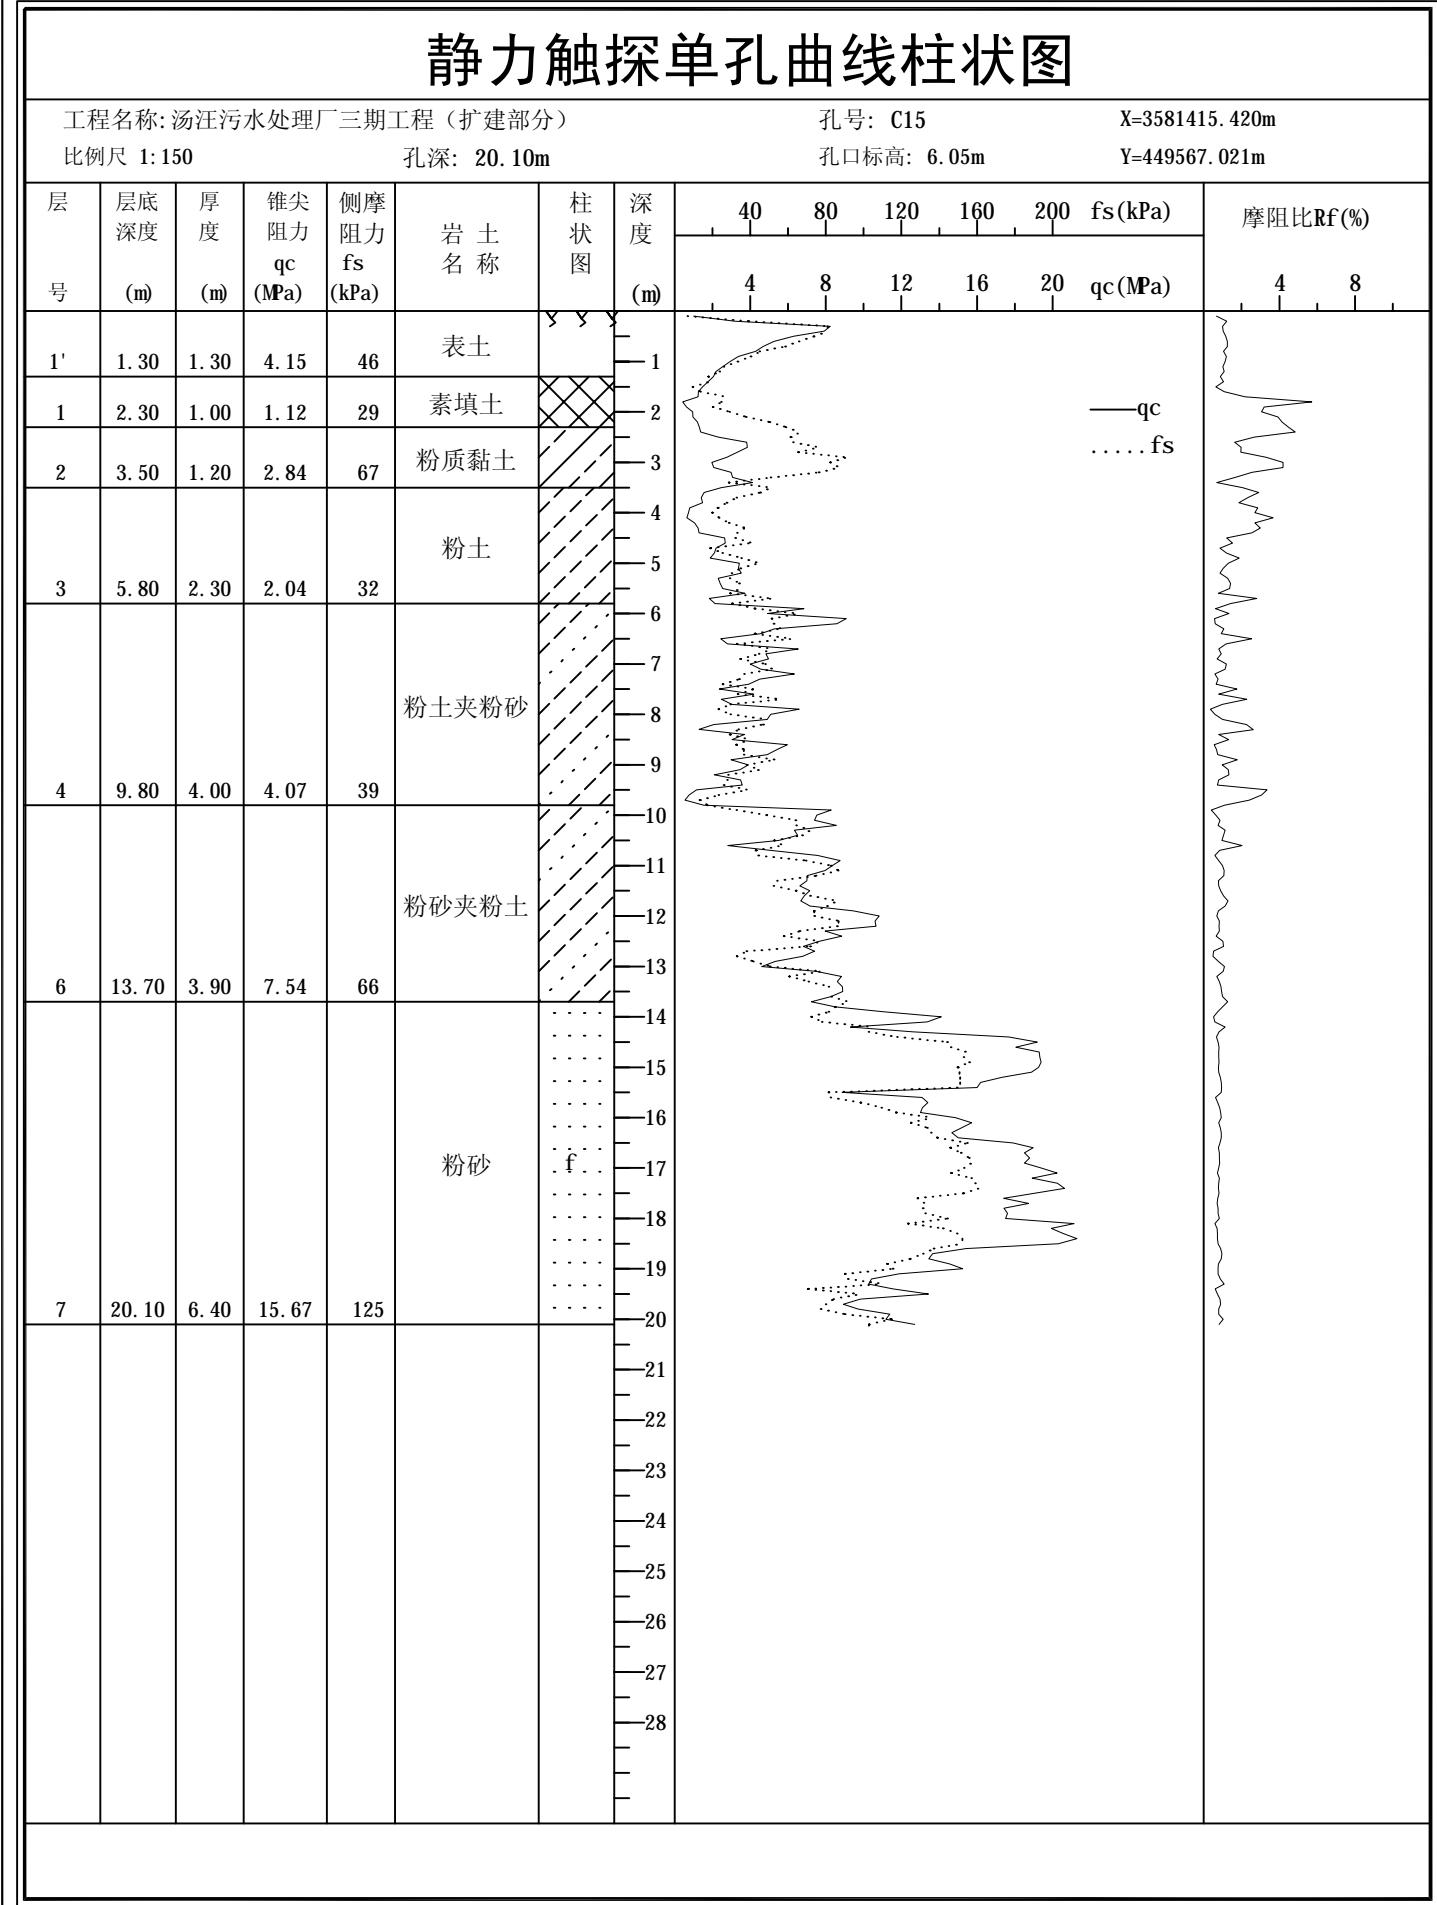 静力触探单孔曲线柱状图
工程名称: 汤汪污水处理厂三期工程（扩建部分） 孔号: C15 X=3581415.420m
比例尺 1:150 孔深: 20.10m 孔口标高: 6.05m Y=449567.021m
层号 层底深度(m) 厚度(m) 锥尖阻力qc(MPa) 侧摩阻力fs(kPa) 岩土名称 柱状图 深度(m)
40 80 120 160 200 fs(kPa)
4 8 12 16 20 qc(MPa)
摩阻比Rf(%)
4 8
1' 1.30 1.30 4.15 46 表土
1 2.30 1.00 1.12 29 素填土
2 3.50 1.20 2.84 67 粉质黏土
3 5.80 2.30 2.04 32 粉土
4 9.80 4.00 4.07 39 粉土夹粉砂
6 13.70 3.90 7.54 66 粉砂夹粉土
7 20.10 6.40 15.67 125 粉砂 f
1
2
3
4
5
6
7
8
9
10
11
12
13
14
15
16
17
18
19
20
21
22
23
24
25
26
27
28
——qc
.....fs